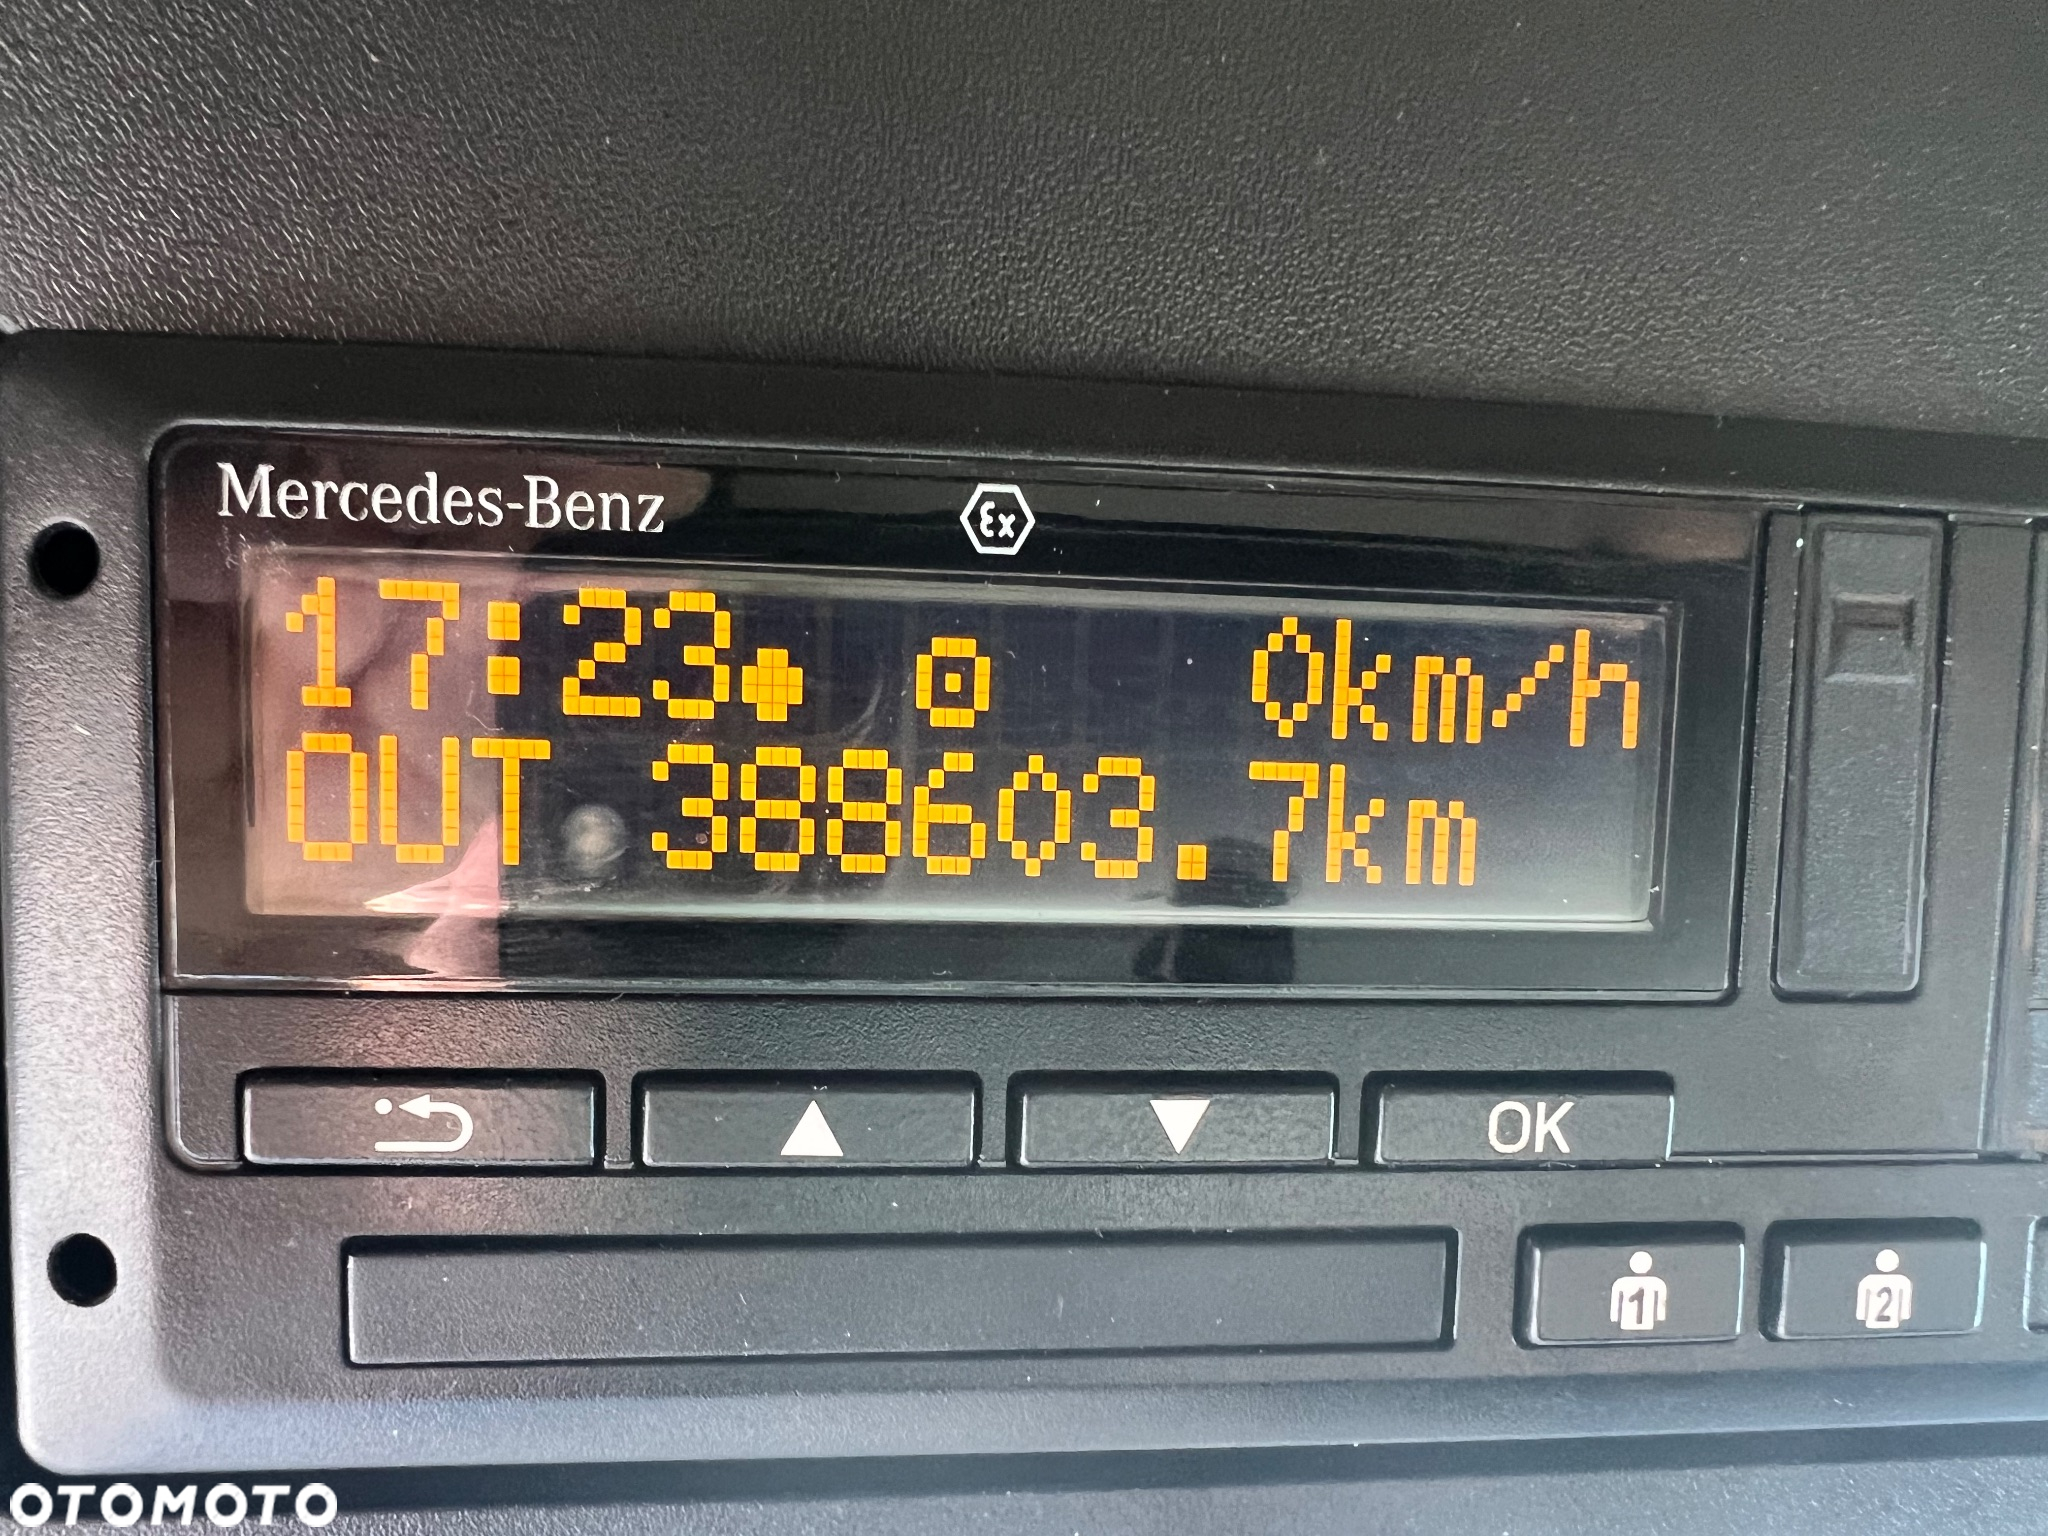 Mercedes-Benz
Ex
17:23● ⊙ 0km/h
OUT 388603.7km
▲
▼
OK
1
2
OTOMOTO